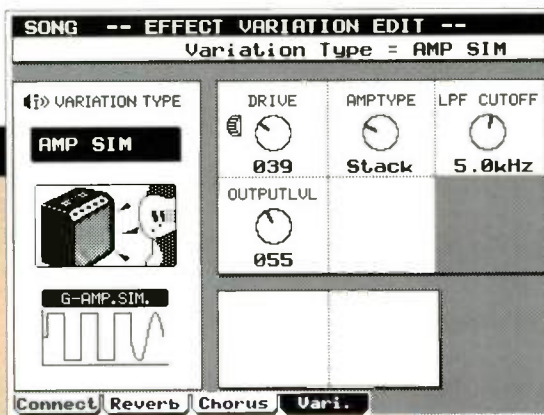 SONG -- EFFECT VARIATION EDIT --
Variation Type = AMP SIM
VARIATION TYPE
AMP SIM
G-AMP.SIM.
DRIVE
039
AMPTYPE
Stack
LPF CUTOFF
5.0kHz
OUTPUTLVL
055
Connect Reverb Chorus Vari.